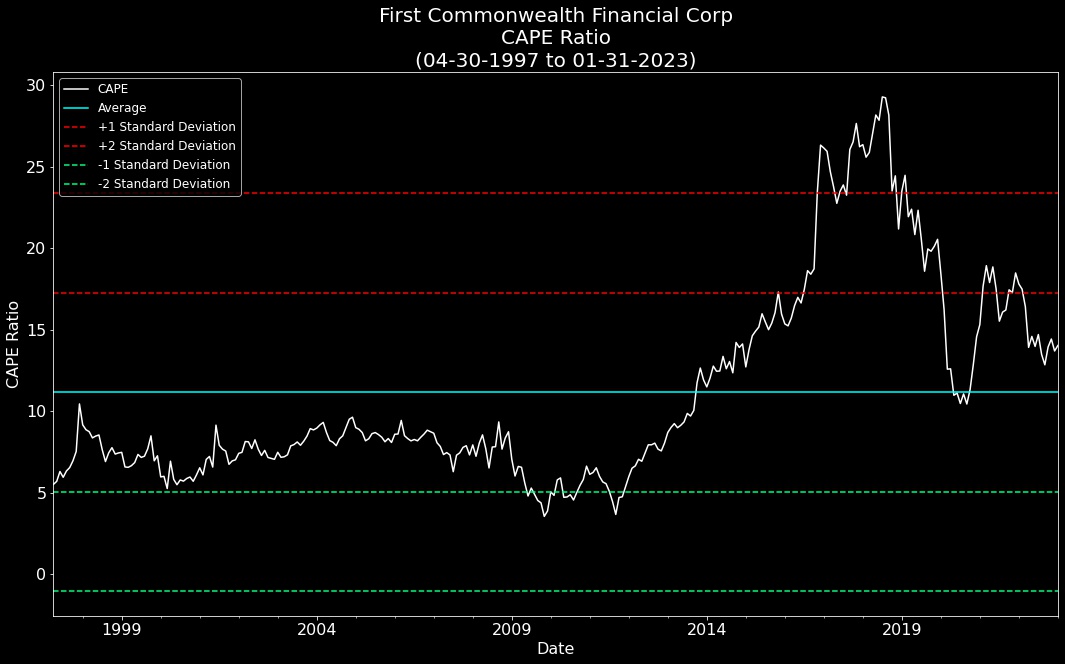 First Commonwealth Financial Corp
CAPE Ratio
(04-30-1997 to 01-31-2023)
CAPE
Average
+1 Standard Deviation
+2 Standard Deviation
-1 Standard Deviation
-2 Standard Deviation
CAPE Ratio
30
25
20
15
10
5
0
1999 2004 2009 2014 2019
Date